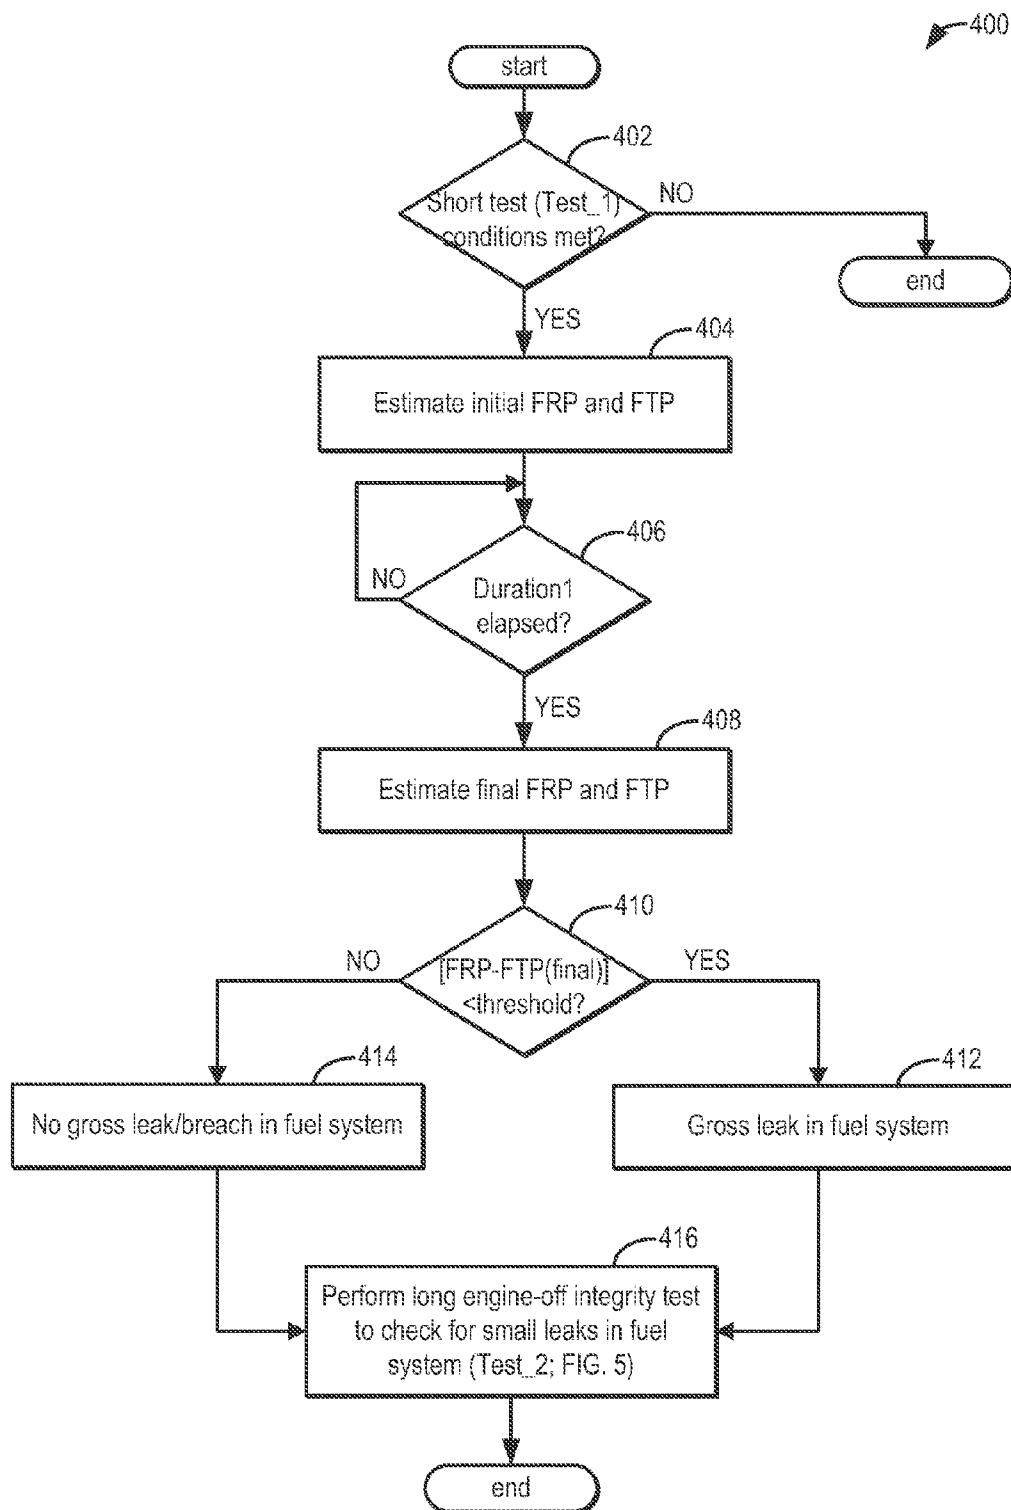 400
start
402
Short test (Test_1)
conditions met?
NO
end
YES
404
Estimate initial FRP and FTP
406
NO
Duration1
elapsed?
YES
408
Estimate final FRP and FTP
410
NO
[FRP-FTP(final)]
<threshold?
YES
414
No gross leak/breach in fuel system
412
Gross leak in fuel system
416
Perform long engine-off integrity test
to check for small leaks in fuel
system (Test_2; FIG. 5)
end